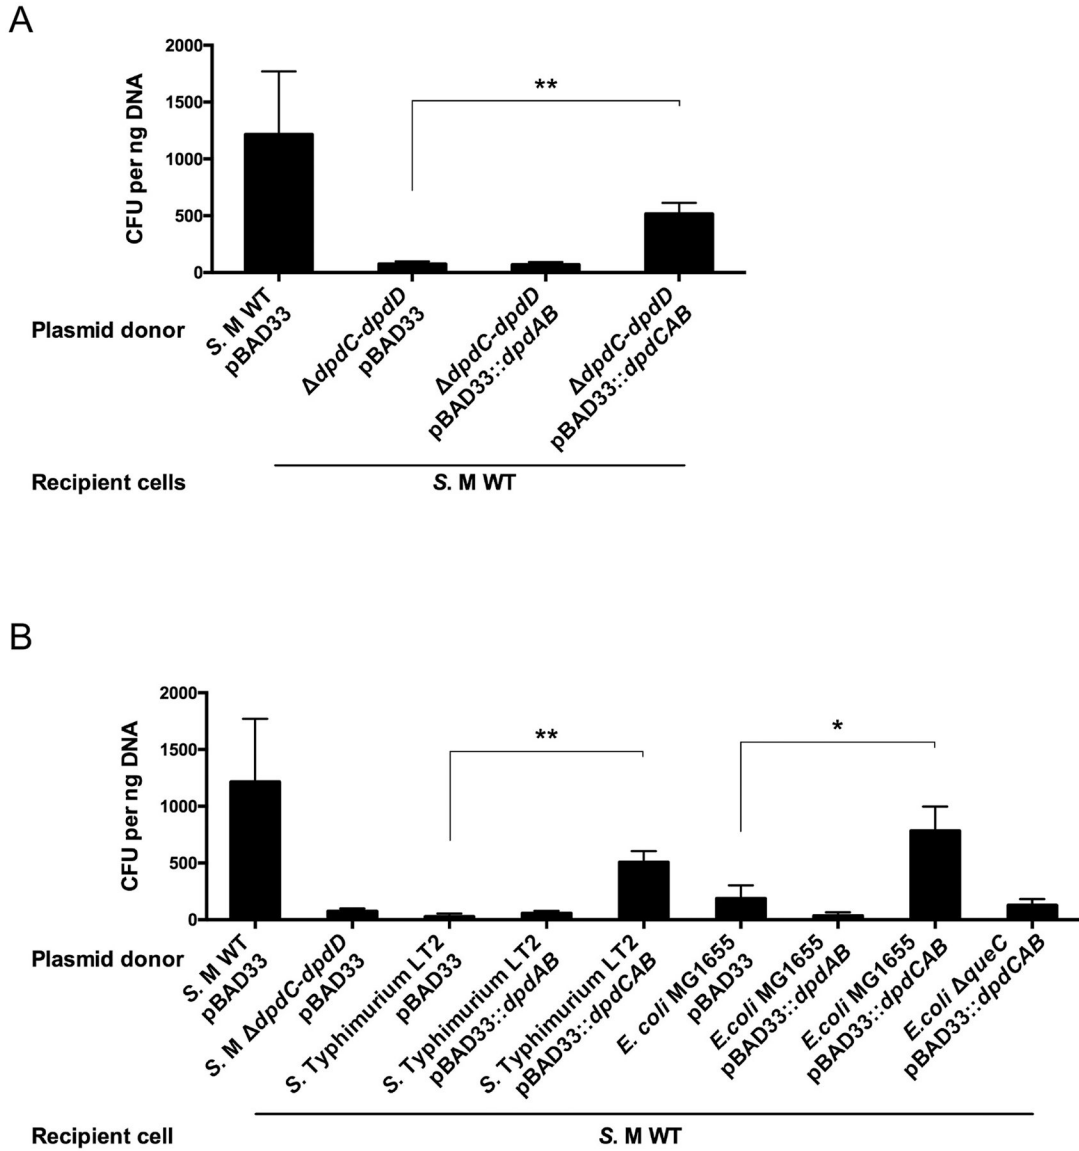 A
CFU per ng DNA
2000
1500
1000
500
0
**
Plasmid donor
S. M WT
pBAD33
ΔdpdC-dpdD
pBAD33
ΔdpdC-dpdD
pBAD33::dpdAB
ΔdpdC-dpdD
pBAD33::dpdCAB
Recipient cells
S. M WT
B
CFU per ng DNA
2000
1500
1000
500
0
**
*
Plasmid donor
S. M WT
pBAD33
S. M ΔdpdC-dpdD
pBAD33
S. Typhimurium LT2
pBAD33
S. Typhimurium LT2
pBAD33::dpdAB
S. Typhimurium LT2
pBAD33::dpdCAB
E. coli MG1655
pBAD33
E.coli MG1655
pBAD33::dpdAB
E.coli MG1655
pBAD33::dpdCAB
E.coli ΔqueC
pBAD33::dpdCAB
Recipient cell
S. M WT